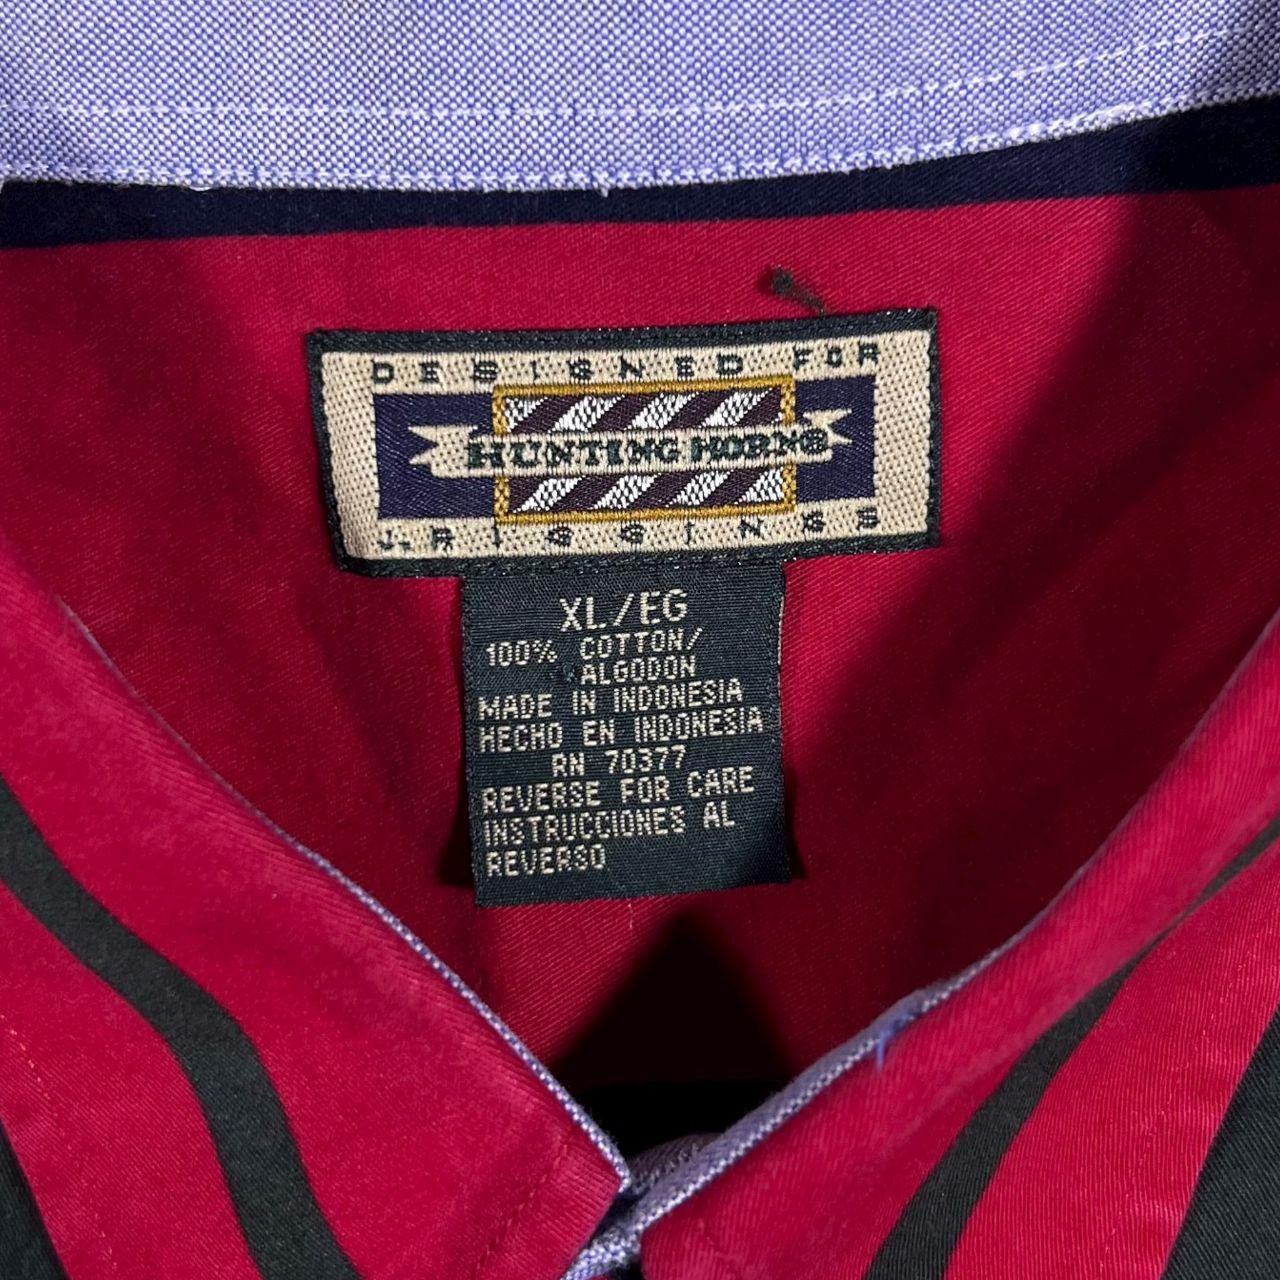 DESIGNED FOR
HUNTING HORNS
J. RIGGINGS
XL/EG
100% COTTON/
ALGODON
MADE IN INDONESIA
HECHO EN INDONESIA
RN 70377
REVERSE FOR CARE
INSTRUCCIONES AL
REVERSO